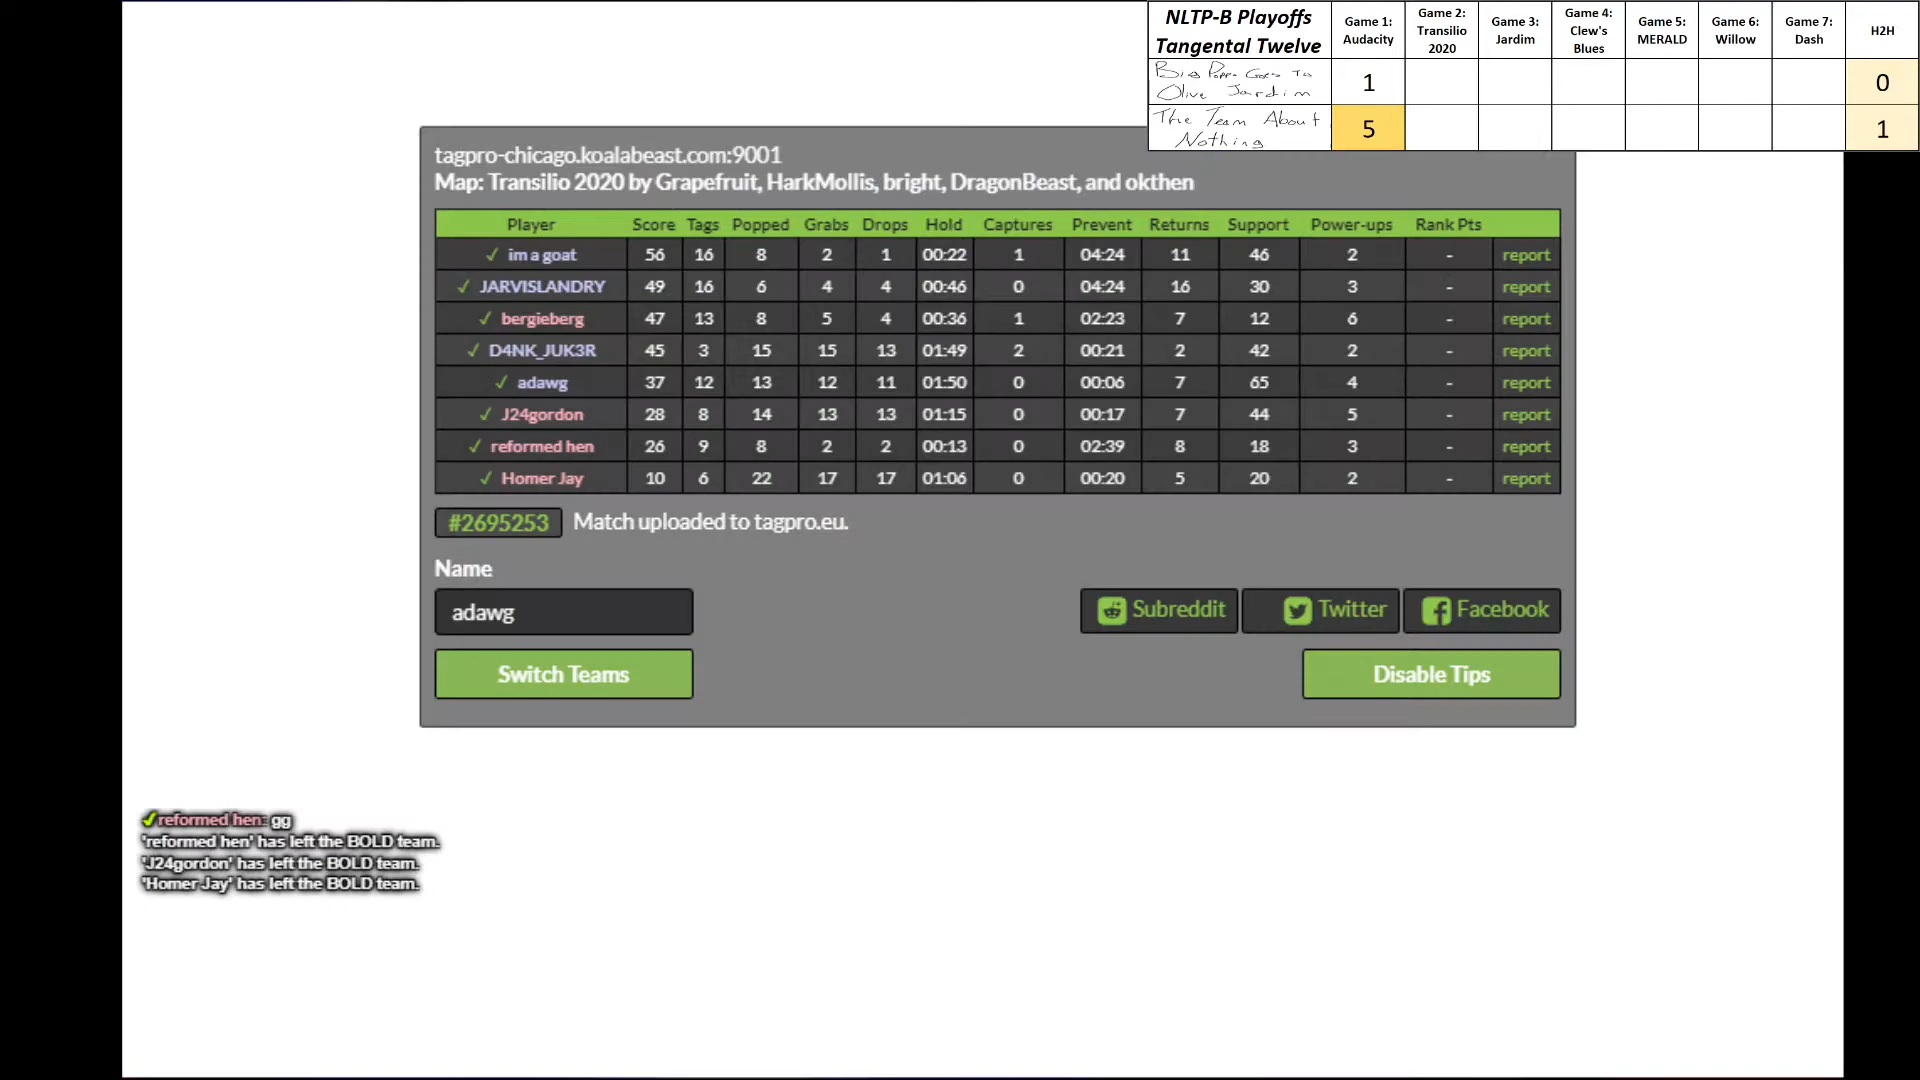 NLTP-B Playoffs
Tangental Twelve
Game 1: Audacity
Game 2: Transilio 2020
Game 3: Jardim
Game 4: Clew's Blues
Game 5: MERALD
Game 6: Willow
Game 7: Dash
H2H
Big Poppa Goes To
Olive Jardim
1 0
The Team About
Nothing
5 1
tagpro-chicago.koalabeast.com:9001
Map: Transilio 2020 by Grapefruit, HarkMollis, bright, DragonBeast, and okthen
Player Score Tags Popped Grabs Drops Hold Captures Prevent Returns Support Power-ups Rank Pts
✓ im a goat 56 16 8 2 1 00:22 1 04:24 11 46 2 - report
✓ JARVISLANDRY 49 16 6 4 4 00:46 0 04:24 16 30 3 - report
✓ bergieberg 47 13 8 5 4 00:36 1 02:23 7 12 6 - report
✓ D4NK_JUK3R 45 3 15 15 13 01:49 2 00:21 2 42 2 - report
✓ adawg 37 12 13 12 11 01:50 0 00:06 7 65 4 - report
✓ J24gordon 28 8 14 13 13 01:15 0 00:17 7 44 5 - report
✓ reformed hen 26 9 8 2 2 00:13 0 02:39 8 18 3 - report
✓ Homer Jay 10 6 22 17 17 01:06 0 00:20 5 20 2 - report
#2695253 Match uploaded to tagpro.eu.
Name
adawg
Subreddit Twitter Facebook
Switch Teams Disable Tips
✓reformed hen: gg
'reformed hen' has left the BOLD team.
'J24gordon' has left the BOLD team.
'Homer Jay' has left the BOLD team.